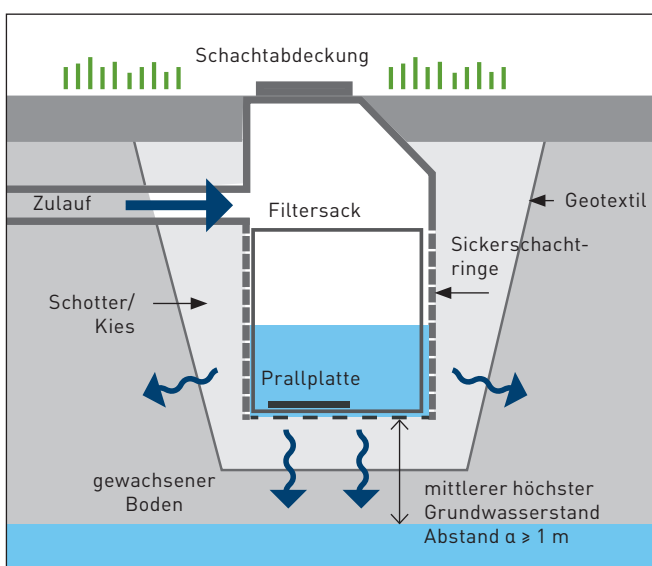 Schachtabdeckung
Zulauf
Filtersack
Geotextil
Sickerschacht-
ringe
Schotter/
Kies
Prallplatte
gewachsener
Boden
mittlerer höchster
Grundwasserstand
Abstand α ⩾ 1 m